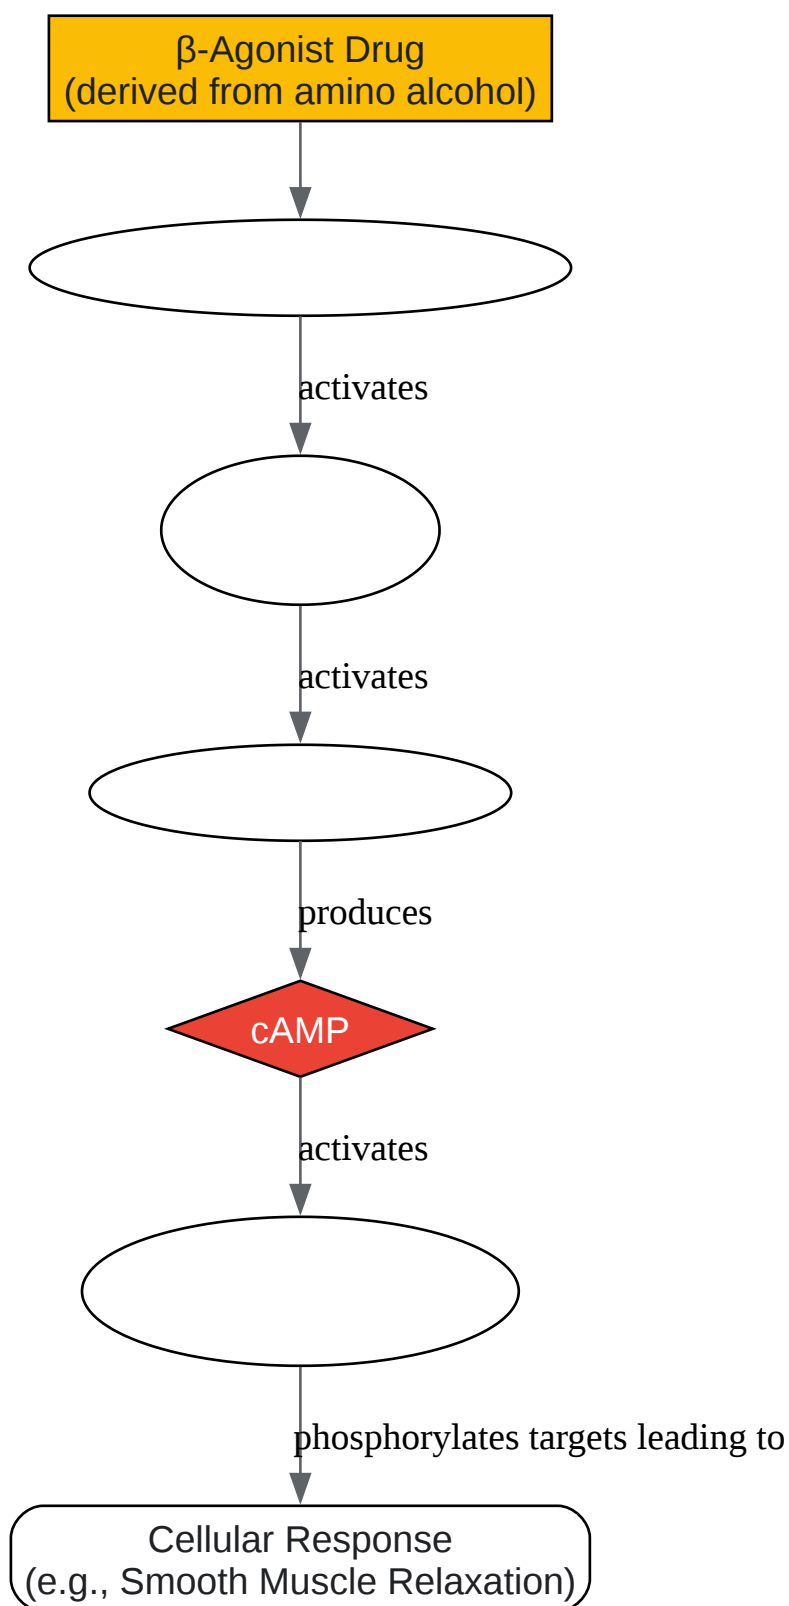 β-Agonist Drug
(derived from amino alcohol)
activates
activates
produces
cAMP
activates
phosphorylates targets leading to
Cellular Response
(e.g., Smooth Muscle Relaxation)